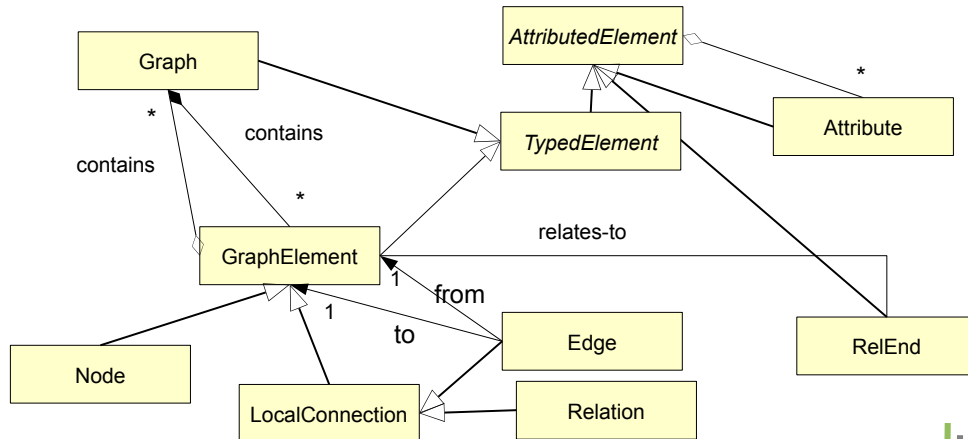 AttributedElement
Graph
*
*
contains
Attribute
TypedElement
contains
*
relates-to
GraphElement
1
from
1
to
Edge
RelEnd
Node
LocalConnection
Relation